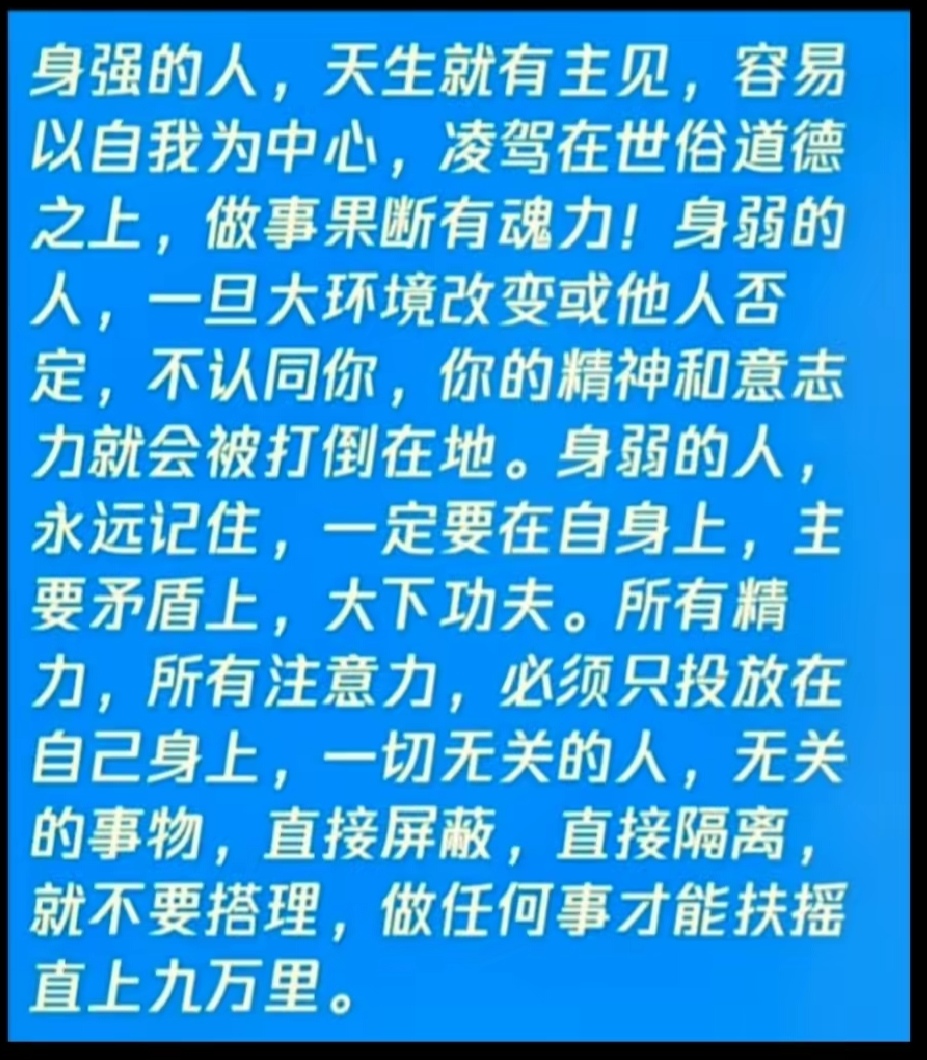 身强的人，天生就有主见，容易
以自我为中心，凌驾在世俗道德
之上，做事果断有魂力！身弱的
人，一旦大环境改变或他人否
定，不认同你，你的精神和意志
力就会被打倒在地。身弱的人，
永远记住，一定要在自身上，主
要矛盾上，大下功夫。所有精
力，所有注意力，必须只投放在
自己身上，一切无关的人，无关
的事物，直接屏蔽，直接隔离，
就不要搭理，做任何事才能扶摇
直上九万里。